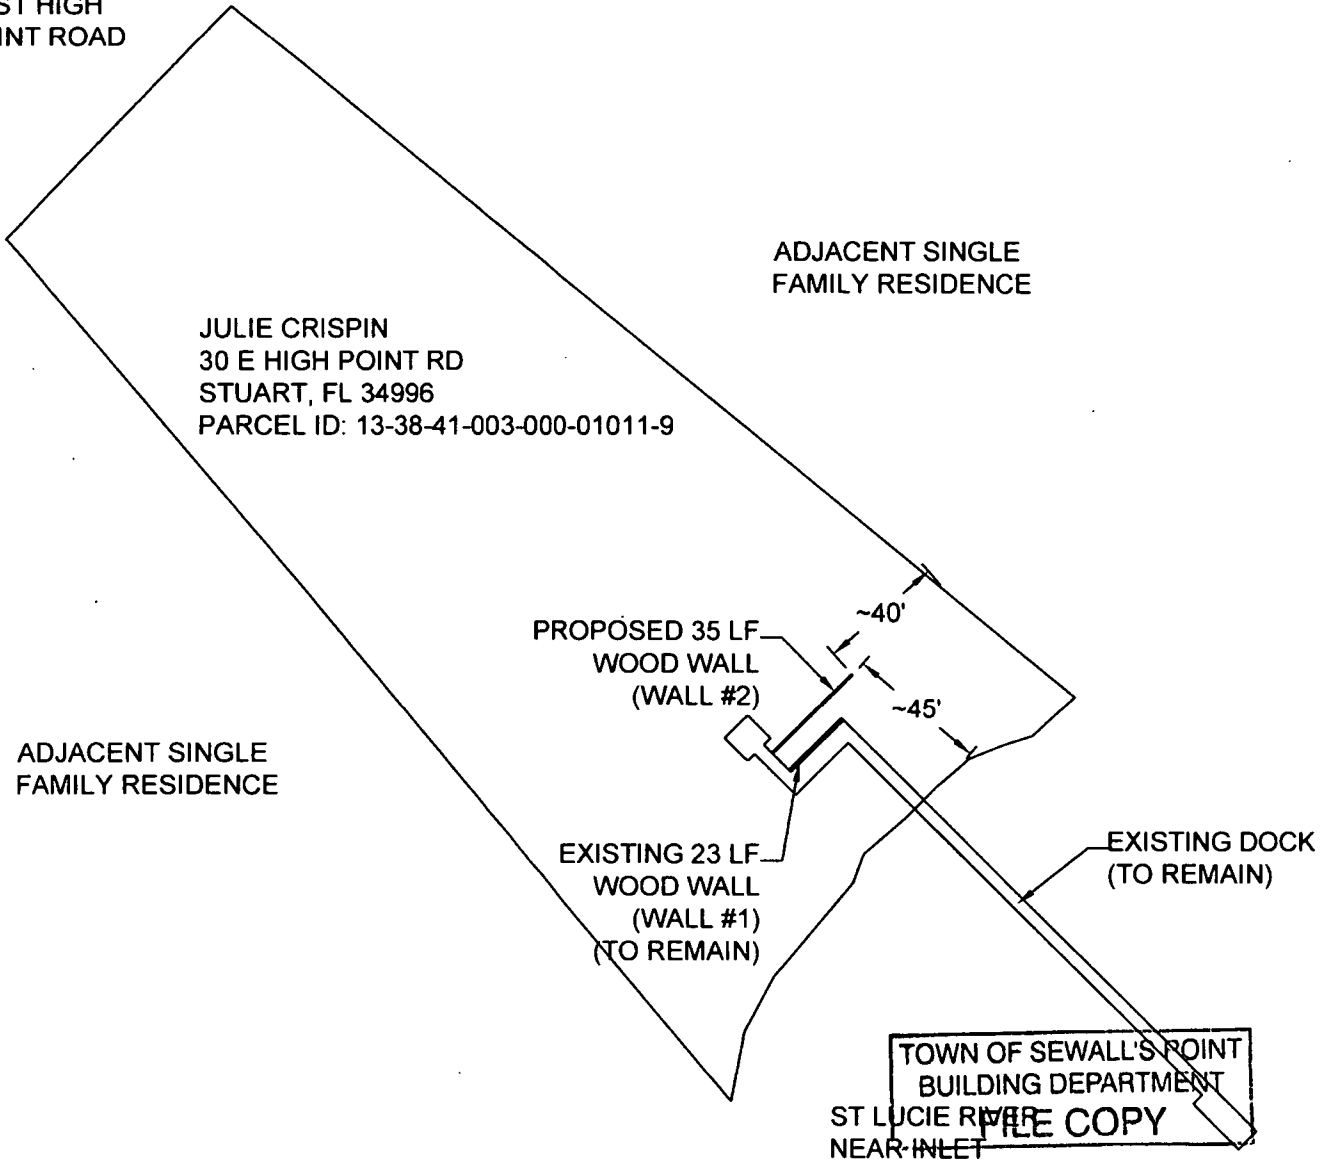 ST HIGH
INT ROAD
ADJACENT SINGLE
FAMILY RESIDENCE
JULIE CRISPIN
30 E HIGH POINT RD
STUART, FL 34996
PARCEL ID: 13-38-41-003-000-01011-9
~40'
PROPOSED 35 LF
WOOD WALL
(WALL #2)
~45'
ADJACENT SINGLE
FAMILY RESIDENCE
EXISTING 23 LF
WOOD WALL
(WALL #1)
(TO REMAIN)
EXISTING DOCK
(TO REMAIN)
TOWN OF SEWALL'S POINT
BUILDING DEPARTMENT
FILE COPY
ST LUCIE RIVER
NEAR INLET